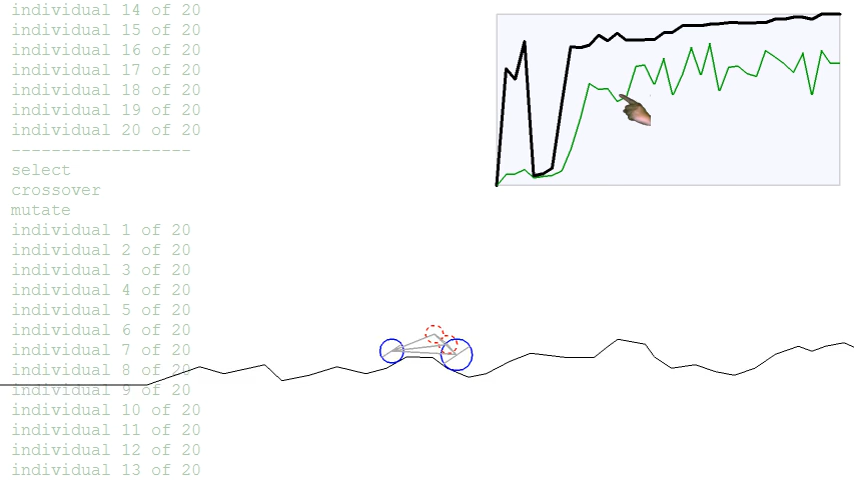 individual 14 of 20
individual 15 of 20
individual 16 of 20
individual 17 of 20
individual 18 of 20
individual 19 of 20
individual 20 of 20
------------------
select
crossover
mutate
individual 1 of 20
individual 2 of 20
individual 3 of 20
individual 4 of 20
individual 5 of 20
individual 6 of 20
individual 7 of 20
individual 8 of 20
individual 9 of 20
individual 10 of 20
individual 11 of 20
individual 12 of 20
individual 13 of 20